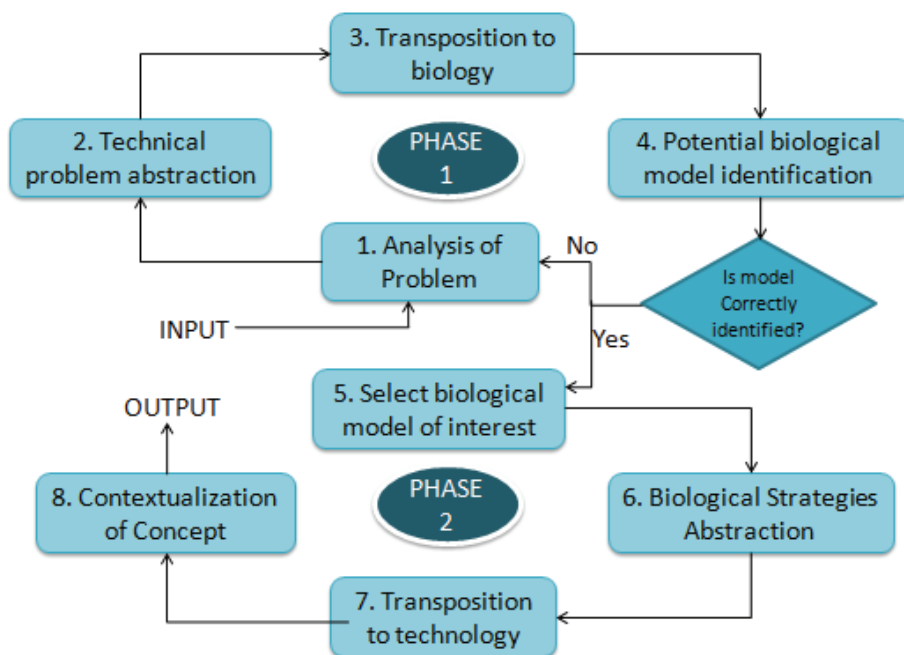 3. Transposition to
biology
2. Technical
problem abstraction
PHASE
1
4. Potential biological
model identification
1. Analysis of
Problem
No
Is model
Correctly
identified?
INPUT
Yes
5. Select biological
model of interest
OUTPUT
8. Contextualization
of Concept
PHASE
2
6. Biological Strategies
Abstraction
7. Transposition
to technology